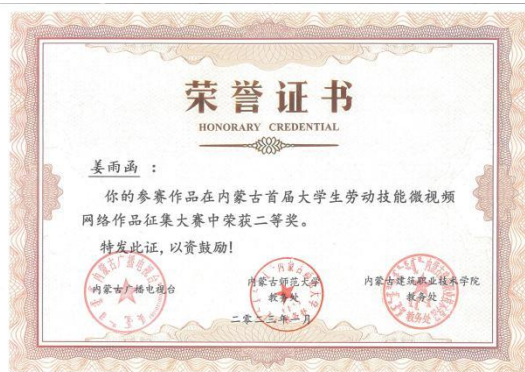 荣誉证书
HONORARY CREDENTIAL
姜雨函：
你的参赛作品在内蒙古首届大学生劳动技能微视频
网络作品征集大赛中荣获二等奖。
特发此证，以资鼓励！
内蒙古广播电视台
内蒙古师范大学
教务处
内蒙古建筑职业技术学院
教务处
二零二三年一月